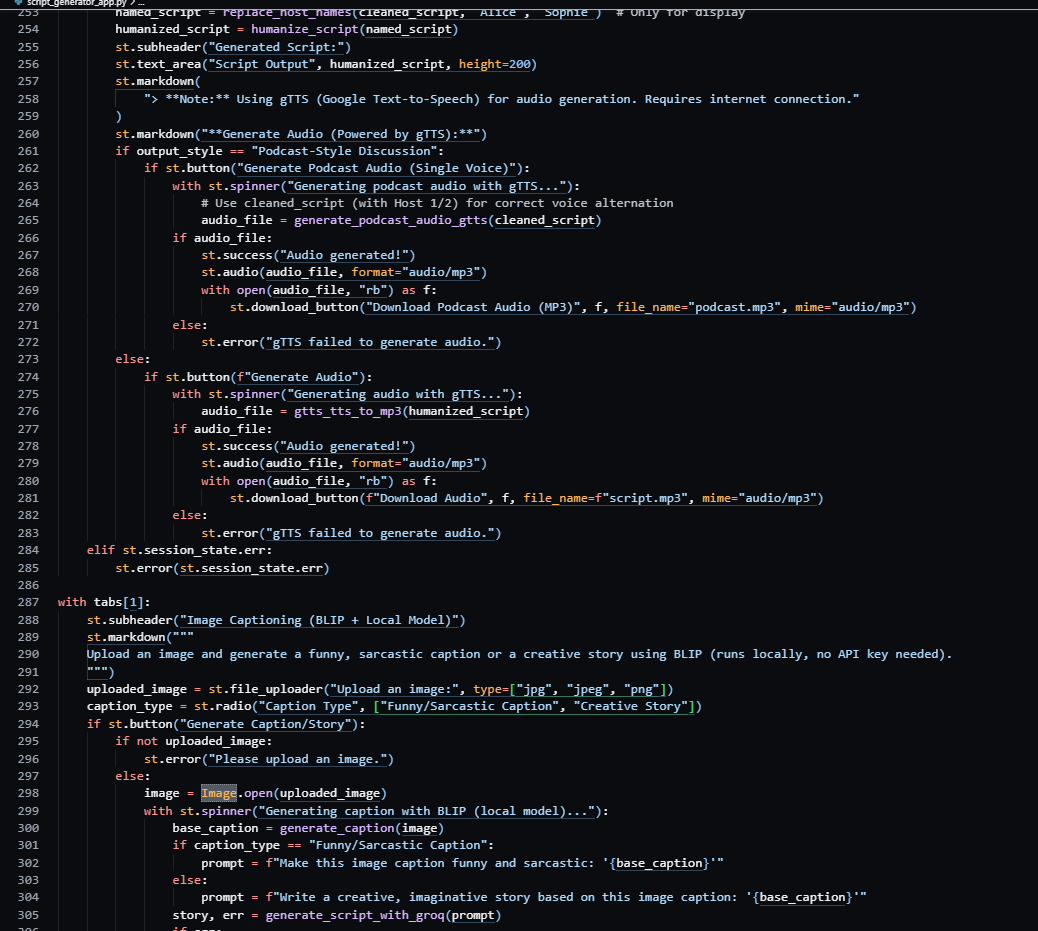 script_generator_app.py > ...
253 named_script = replace_host_names(cleaned_script, "Alice", "Sophie") # Only for display
254 humanized_script = humanize_script(named_script)
255 st.subheader("Generated Script:")
256 st.text_area("Script Output", humanized_script, height=200)
257 st.markdown(
258 "> **Note:** Using gTTS (Google Text-to-Speech) for audio generation. Requires internet connection."
259 )
260 st.markdown("**Generate Audio (Powered by gTTS):**")
261 if output_style == "Podcast-Style Discussion":
262 if st.button("Generate Podcast Audio (Single Voice)"):
263 with st.spinner("Generating podcast audio with gTTS..."):
264 # Use cleaned_script (with Host 1/2) for correct voice alternation
265 audio_file = generate_podcast_audio_gtts(cleaned_script)
266 if audio_file:
267 st.success("Audio generated!")
268 st.audio(audio_file, format="audio/mp3")
269 with open(audio_file, "rb") as f:
270 st.download_button("Download Podcast Audio (MP3)", f, file_name="podcast.mp3", mime="audio/mp3")
271 else:
272 st.error("gTTS failed to generate audio.")
273 else:
274 if st.button(f"Generate Audio"):
275 with st.spinner("Generating audio with gTTS..."):
276 audio_file = gtts_tts_to_mp3(humanized_script)
277 if audio_file:
278 st.success("Audio generated!")
279 st.audio(audio_file, format="audio/mp3")
280 with open(audio_file, "rb") as f:
281 st.download_button(f"Download Audio", f, file_name=f"script.mp3", mime="audio/mp3")
282 else:
283 st.error("gTTS failed to generate audio.")
284 elif st.session_state.err:
285 st.error(st.session_state.err)
286
287 with tabs[1]:
288 st.subheader("Image Captioning (BLIP + Local Model)")
289 st.markdown("""
290 Upload an image and generate a funny, sarcastic caption or a creative story using BLIP (runs locally, no API key needed).
291 """)
292 uploaded_image = st.file_uploader("Upload an image:", type=["jpg", "jpeg", "png"])
293 caption_type = st.radio("Caption Type", ["Funny/Sarcastic Caption", "Creative Story"])
294 if st.button("Generate Caption/Story"):
295 if not uploaded_image:
296 st.error("Please upload an image.")
297 else:
298 image = Image.open(uploaded_image)
299 with st.spinner("Generating caption with BLIP (local model)..."):
300 base_caption = generate_caption(image)
301 if caption_type == "Funny/Sarcastic Caption":
302 prompt = f"Make this image caption funny and sarcastic: '{base_caption}'"
303 else:
304 prompt = f"Write a creative, imaginative story based on this image caption: '{base_caption}'"
305 story, err = generate_script_with_groq(prompt)
306 if err: